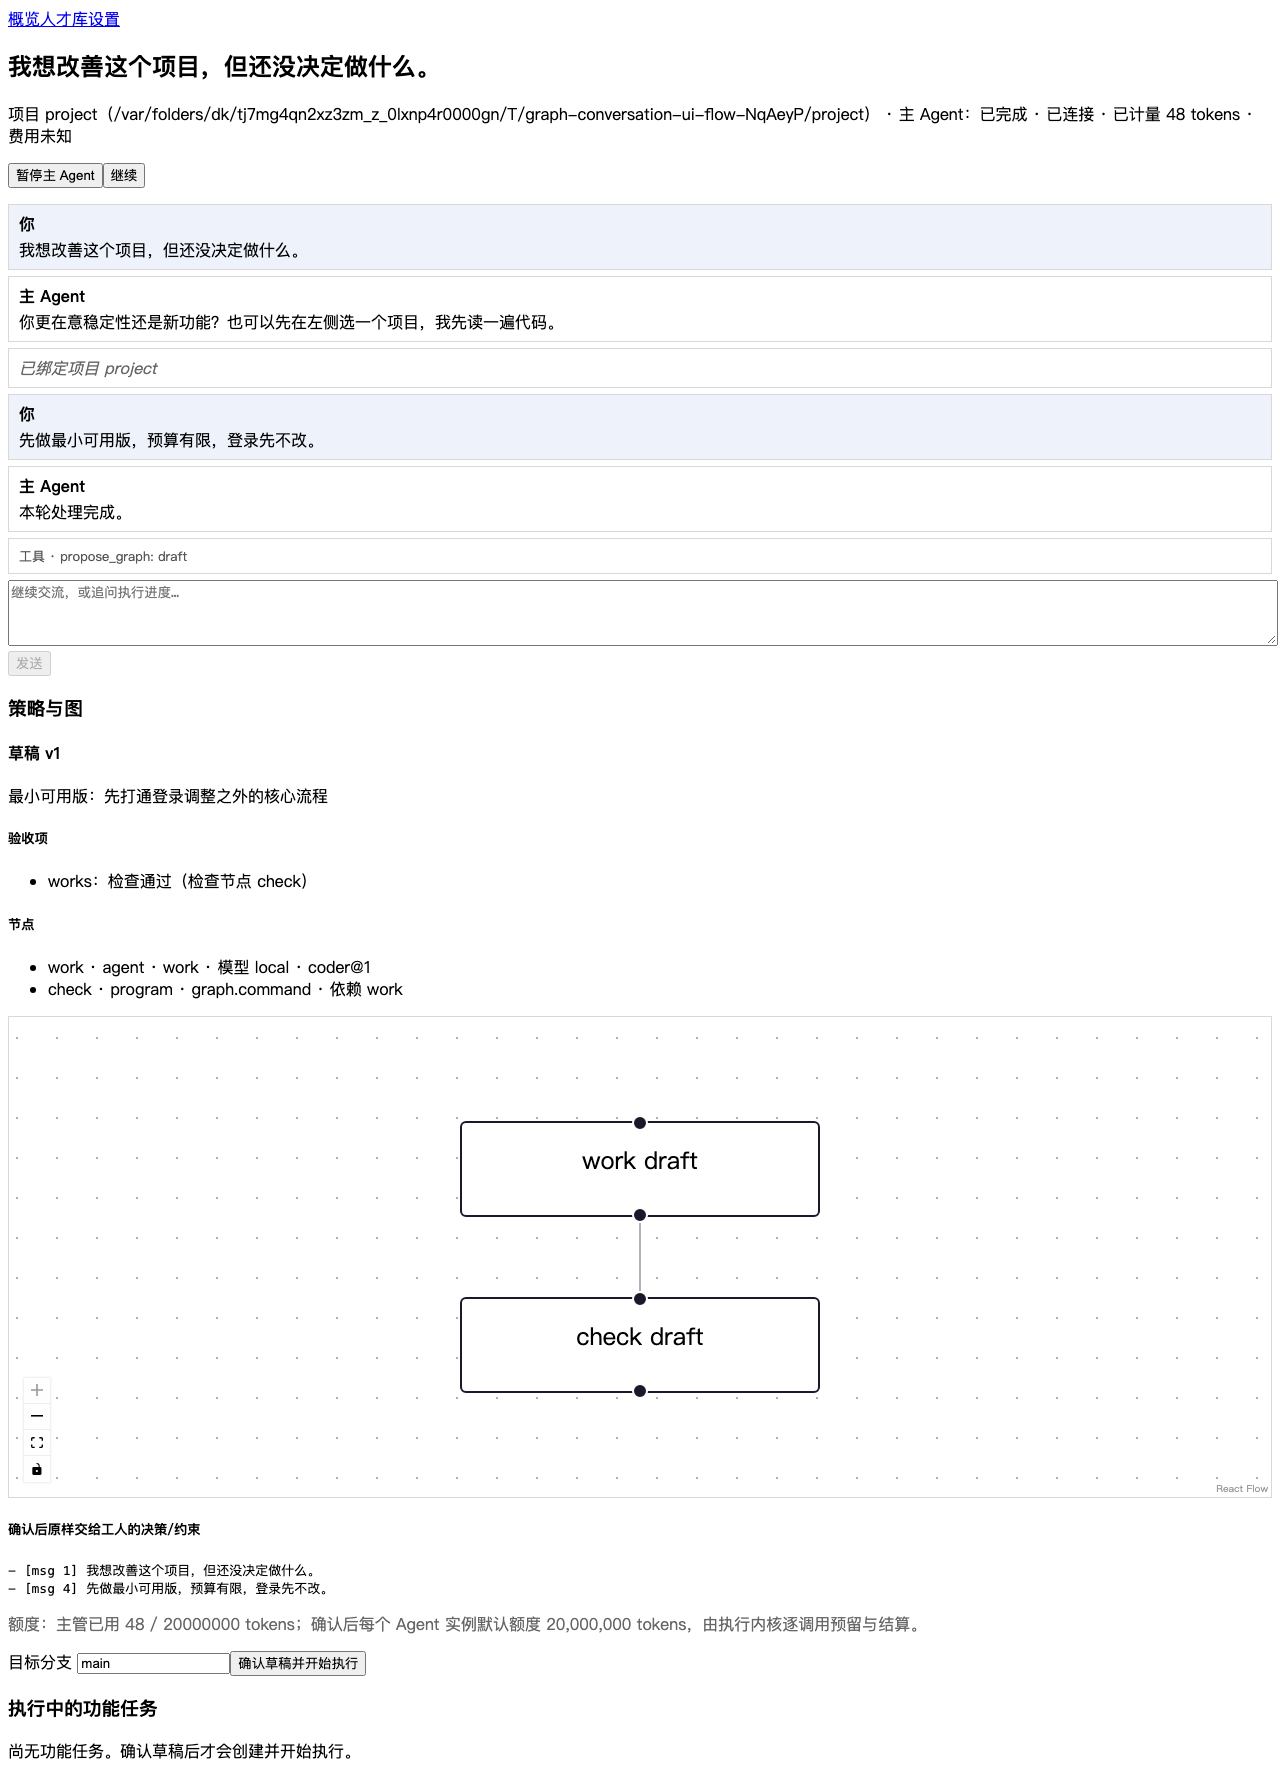 概览人才库设置
我想改善这个项目，但还没决定做什么。
项目 project（/var/folders/dk/tj7mg4qn2xz3zm_z_0lxnp4r0000gn/T/graph-conversation-ui-flow-NqAeyP/project） · 主 Agent：已完成 · 已连接 · 已计量 48 tokens ·
费用未知
暂停主 Agent 继续
你
我想改善这个项目，但还没决定做什么。
主 Agent
你更在意稳定性还是新功能？也可以先在左侧选一个项目，我先读一遍代码。
已绑定项目 project
你
先做最小可用版，预算有限，登录先不改。
主 Agent
本轮处理完成。
工具 · propose_graph: draft
继续交流，或追问执行进度…
发送
策略与图
草稿 v1
最小可用版：先打通登录调整之外的核心流程
验收项
• works：检查通过（检查节点 check）
节点
• work · agent · work · 模型 local · coder@1
• check · program · graph.command · 依赖 work
work draft
check draft
React Flow
确认后原样交给工人的决策/约束
– [msg 1] 我想改善这个项目，但还没决定做什么。
– [msg 4] 先做最小可用版，预算有限，登录先不改。
额度：主管已用 48 / 20000000 tokens；确认后每个 Agent 实例默认额度 20,000,000 tokens，由执行内核逐调用预留与结算。
目标分支 main 确认草稿并开始执行
执行中的功能任务
尚无功能任务。确认草稿后才会创建并开始执行。